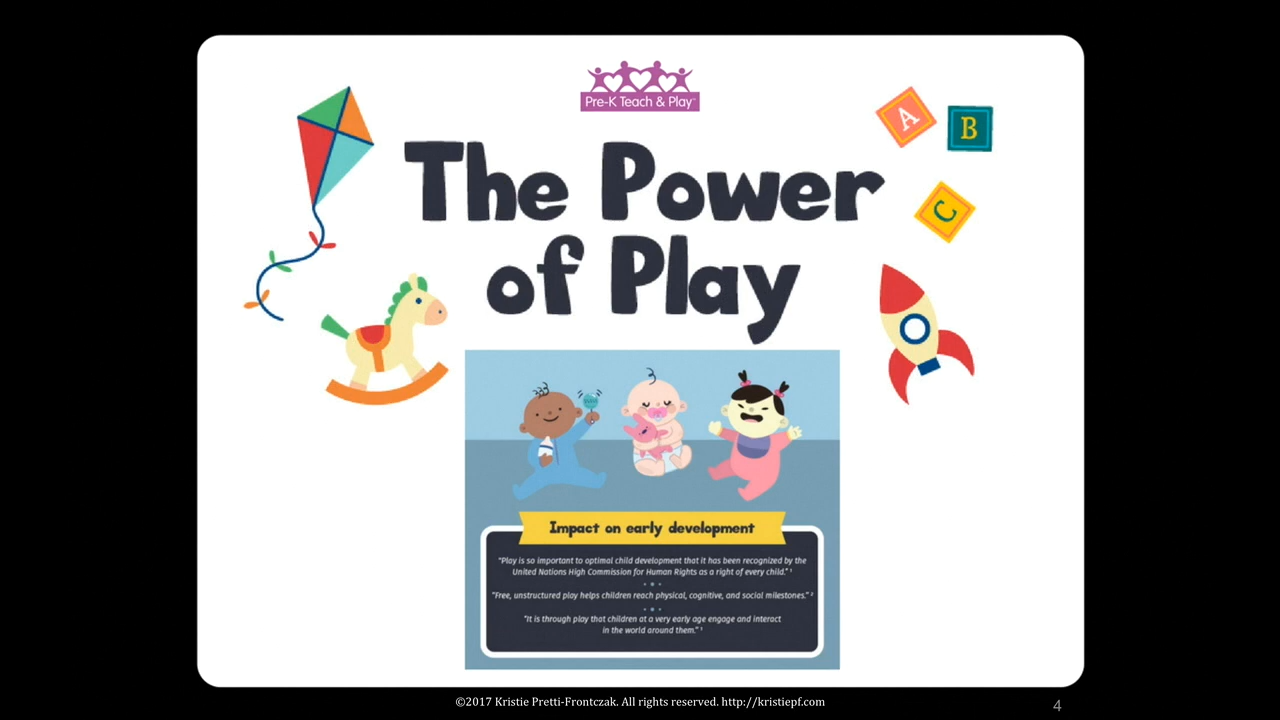 Pre-K Teach & Play™
The Power
of Play
A
B
C
Impact on early development
"Play is so important to optimal child development that it has been recognized by the
United Nations High Commission for Human Rights as a right of every child." ¹
"Free, unstructured play helps children reach physical, cognitive, and social milestones." ²
"It is through play that children at a very early age engage and interact
in the world around them." ¹
©2017 Kristie Pretti-Frontczak. All rights reserved. http://kristiepf.com
4